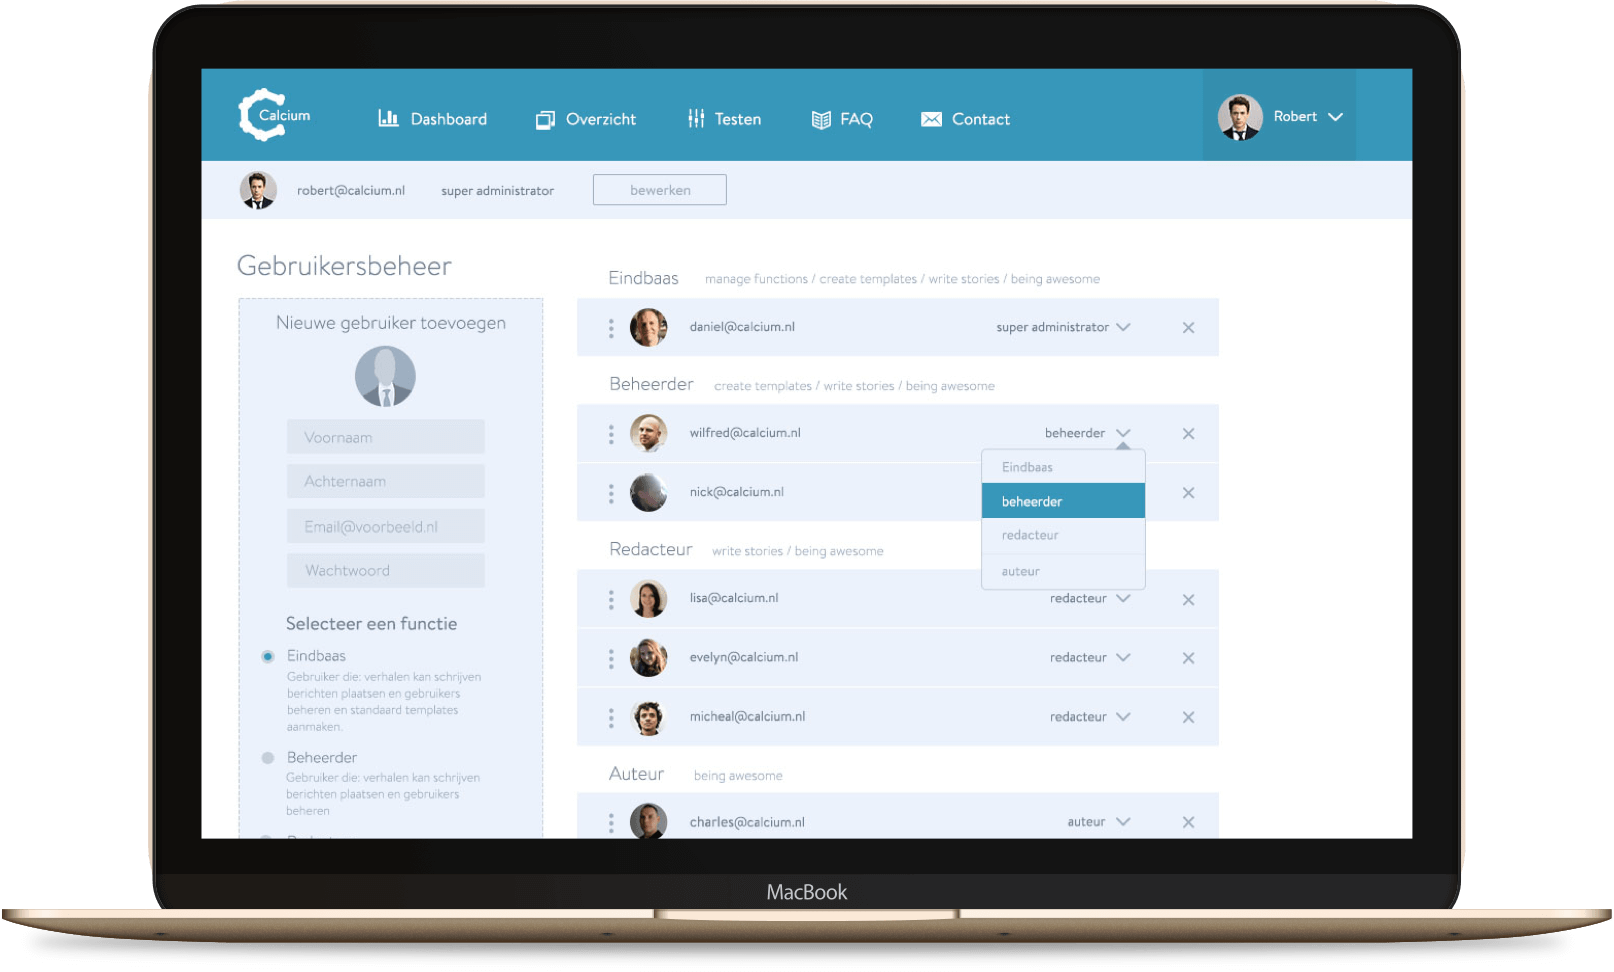 Calcium
Dashboard
Overzicht
Testen
FAQ
Contact
Robert
robert@calcium.nl
super administrator
bewerken
Gebruikersbeheer
Nieuwe gebruiker toevoegen
Voornaam
Achternaam
Email@voorbeeld.nl
Wachtwoord
Selecteer een functie
Eindbaas
Gebruiker die: verhalen kan schrijven
berichten plaatsen en gebruikers
beheren en standaard templates
aanmaken.
Beheerder
Gebruiker die: verhalen kan schrijven
berichten plaatsen en gebruikers
beheren
Eindbaas manage functions / create templates / write stories / being awesome
daniel@calcium.nl super administrator
Beheerder create templates / write stories / being awesome
wilfred@calcium.nl beheerder
Eindbaas
beheerder
redacteur
auteur
nick@calcium.nl
Redacteur write stories / being awesome
lisa@calcium.nl redacteur
evelyn@calcium.nl redacteur
micheal@calcium.nl redacteur
Auteur being awesome
charles@calcium.nl auteur
MacBook